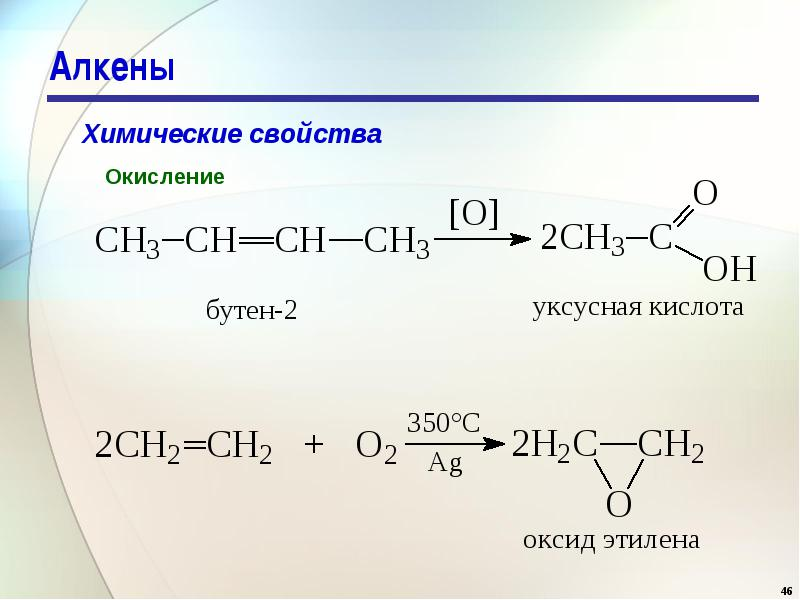 Алкены
Химические свойства
Окисление
CH3—CH=CH—CH3 [O] 2CH3—C O OH
бутен-2 уксусная кислота
2CH2=CH2 + O2 350°C Ag 2H2C—CH2 O
оксид этилена
46